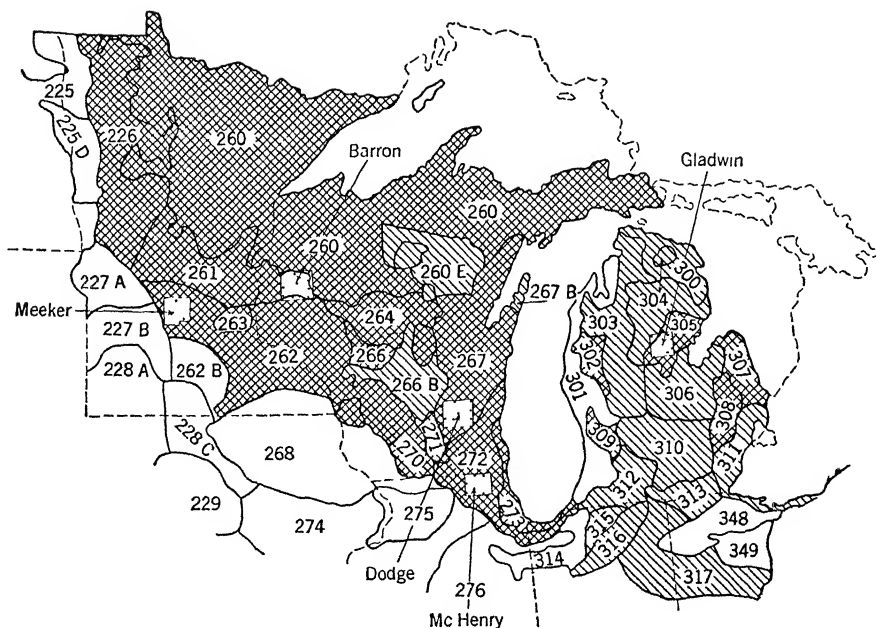 225
225 D
226
260
Barron
Gladwin
260
260
260 E
227 A
261
Meeker
227 B
263
264
267 B
300
304
303
305
302
228 A
262 B
262
266
267
266 B
301
306
307
308
228 C
268
270
271
272
309
310
311
229
274
275
273
312
313
315
316
314
348
349
317
Dodge
276
Mc Henry